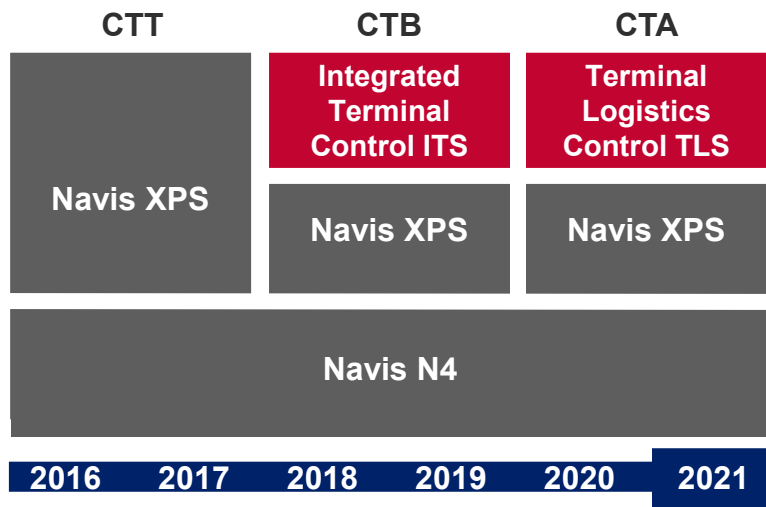 CTT
CTB
CTA
Navis XPS
Integrated
Terminal
Control ITS
Terminal
Logistics
Control TLS
Navis XPS
Navis XPS
Navis N4
2016 2017 2018 2019 2020 2021